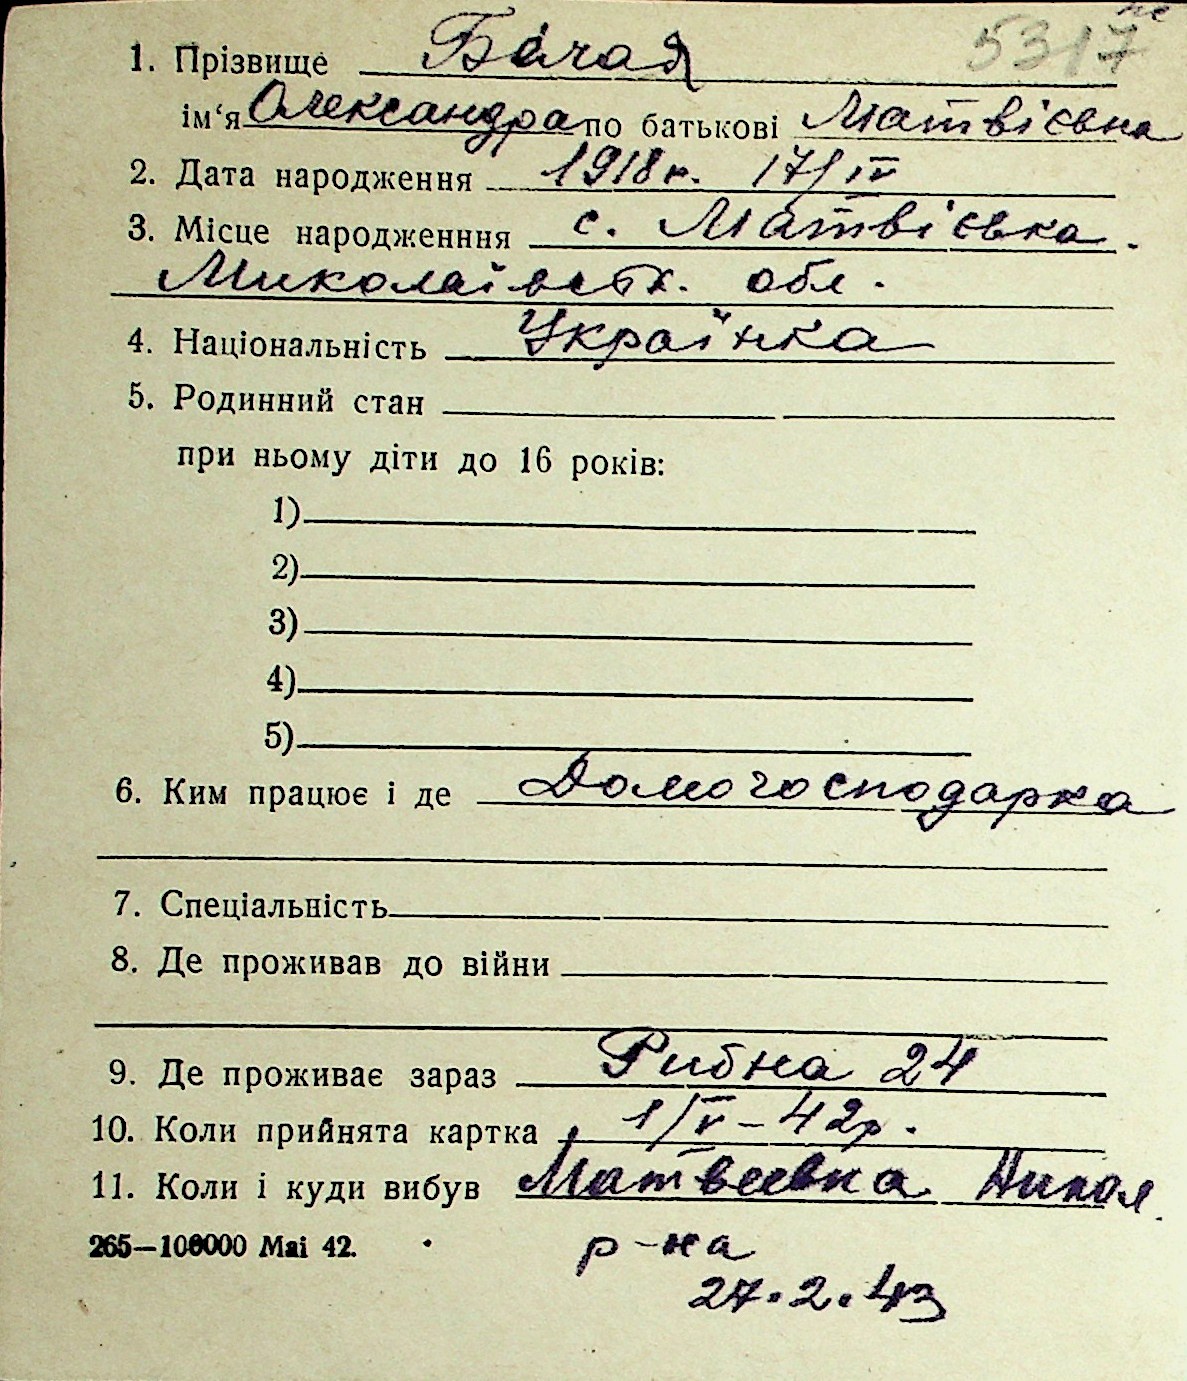 5317
1. Прізвище Бачая
ім‘я Олександра по батькові Матвієвна
2. Дата народження 1918 р. 17/IV
3. Місце народженння с. Матвієвка.
Миколаївськ. обл.
4. Національність Українка
5. Родинний стан
при ньому діти до 16 років:
1)
2)
3)
4)
5)
6. Ким працює і де Домогосподарка
7. Спеціальність
8. Де проживав до війни
9. Де проживає зараз Рибна 24
10. Коли прийнята картка 1/V – 42р.
11. Коли і куди вибув Матвеевка Никол.
265—100000 Mai 42. р-на
27.2.43